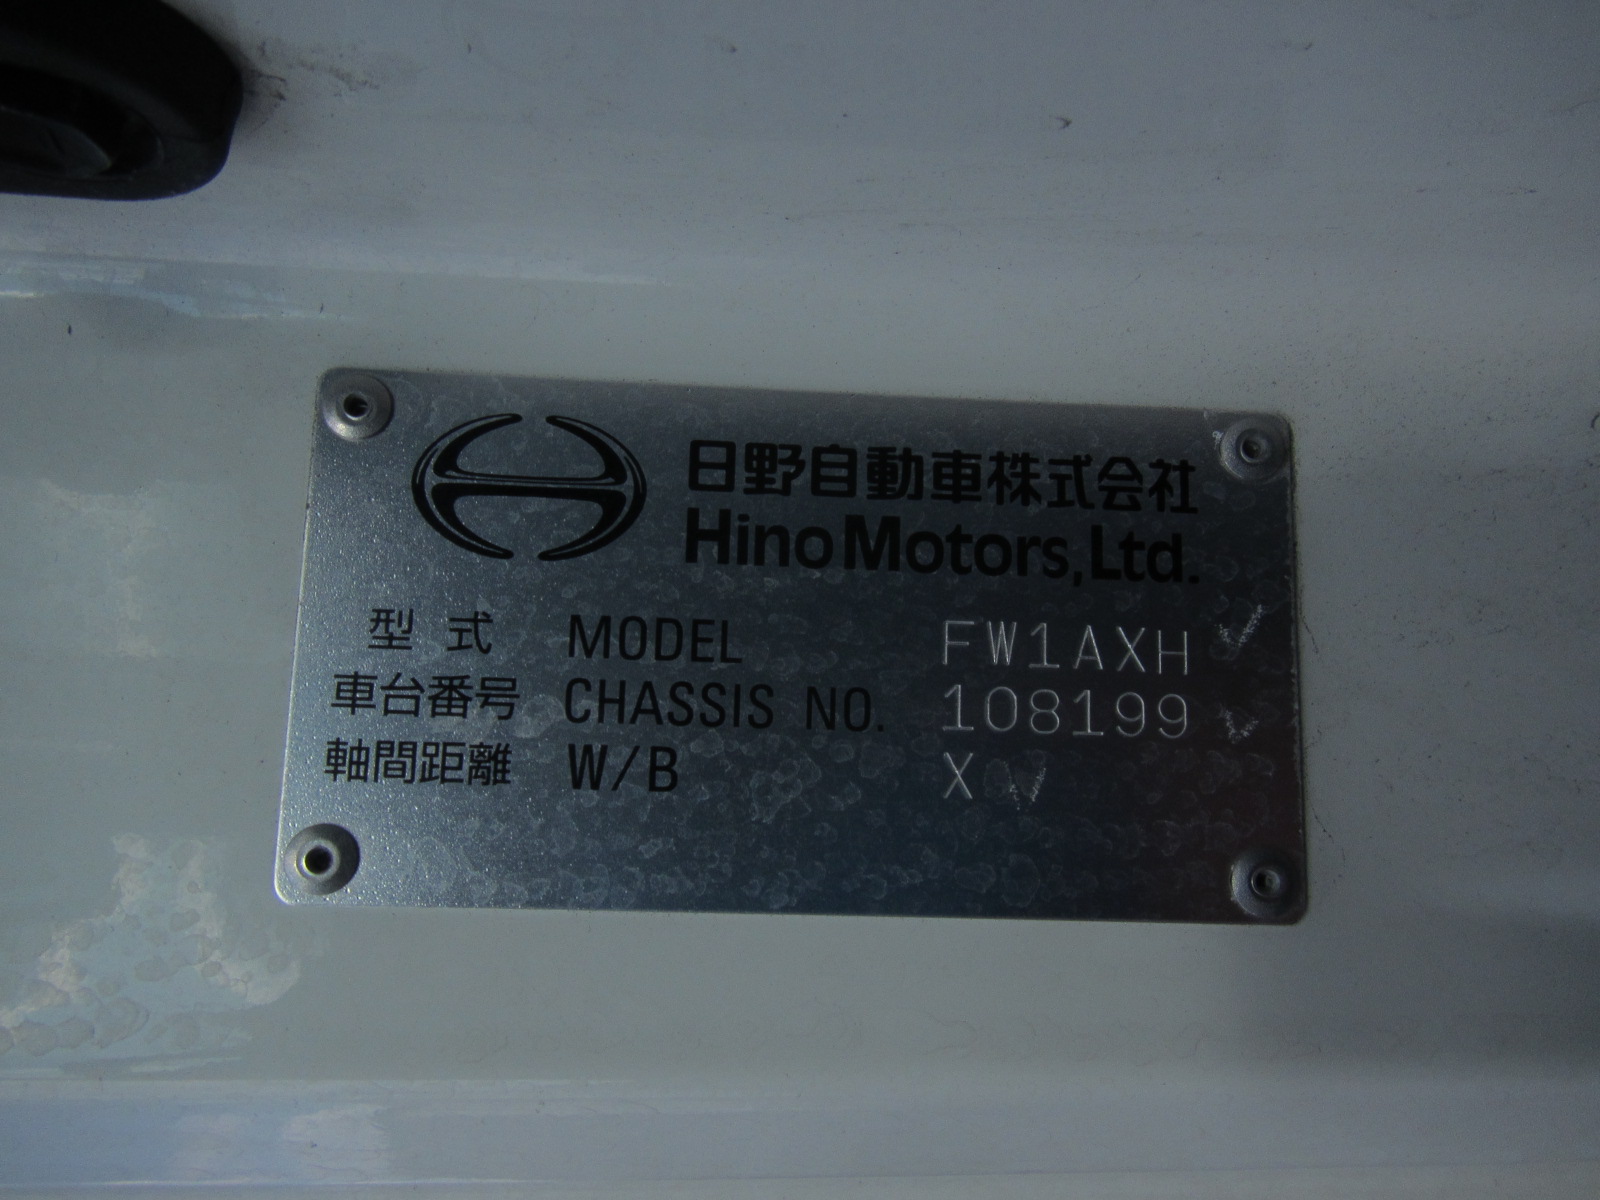 日野自動車株式会社
Hino Motors, Ltd.
型式 MODEL FW1AXH
車台番号 CHASSIS NO. 108199
軸間距離 W/B X